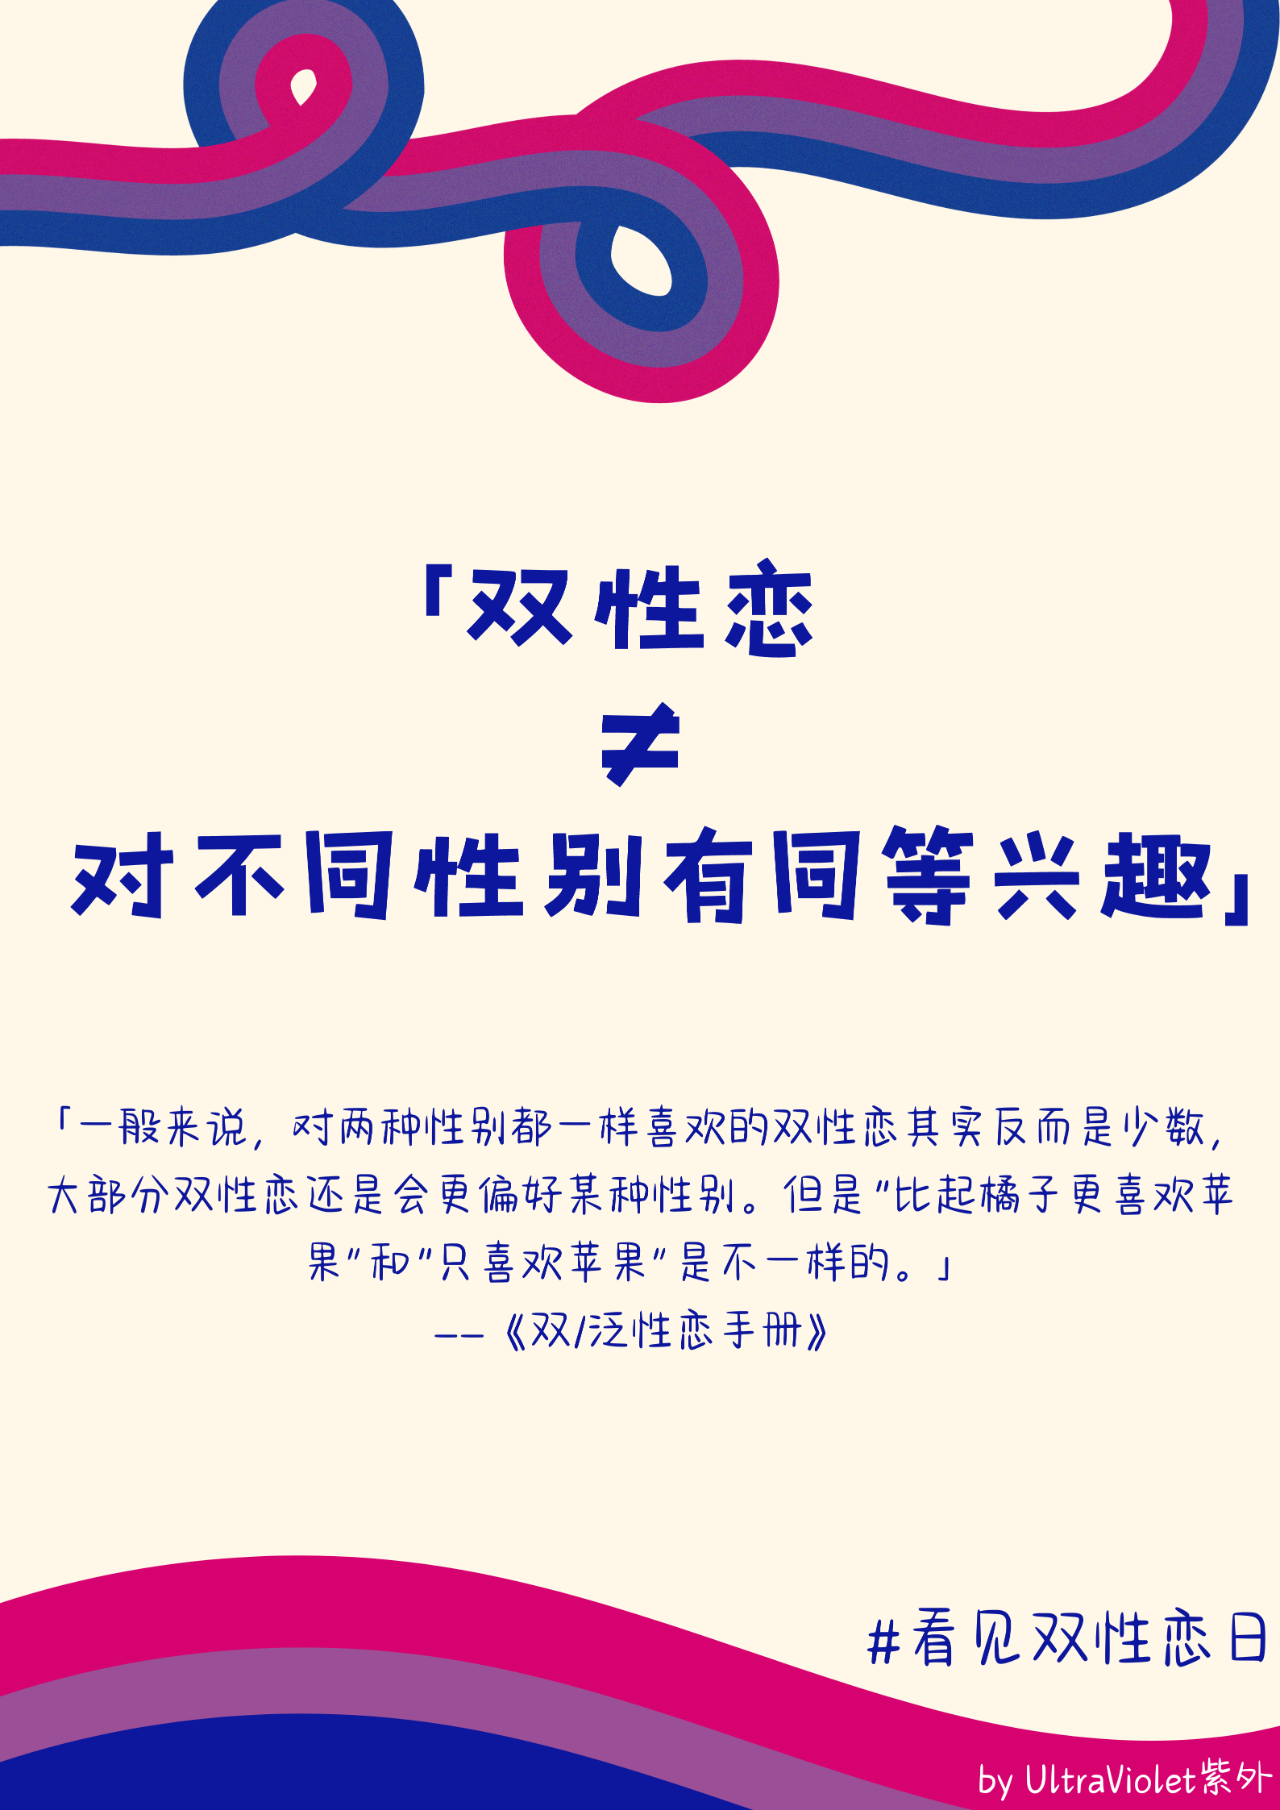 「双性恋
≠
对不同性别有同等兴趣」
「一般来说，对两种性别都一样喜欢的双性恋其实反而是少数，
大部分双性恋还是会更偏好某种性别。但是"比起橘子更喜欢苹
果"和"只喜欢苹果"是不一样的。」
--《双/泛性恋手册》
#看见双性恋日
by UltraViolet紫外